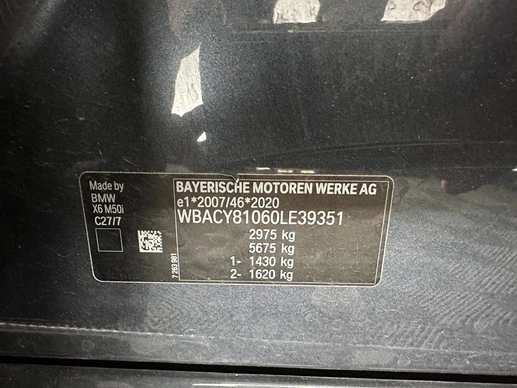 Made by
BMW
X6 M50i
C27/7
7 263 981
BAYERISCHE MOTOREN WERKE AG
e1*2007/46*2020
WBACY81060LE39351
2975 kg
5675 kg
1- 1430 kg
2- 1620 kg